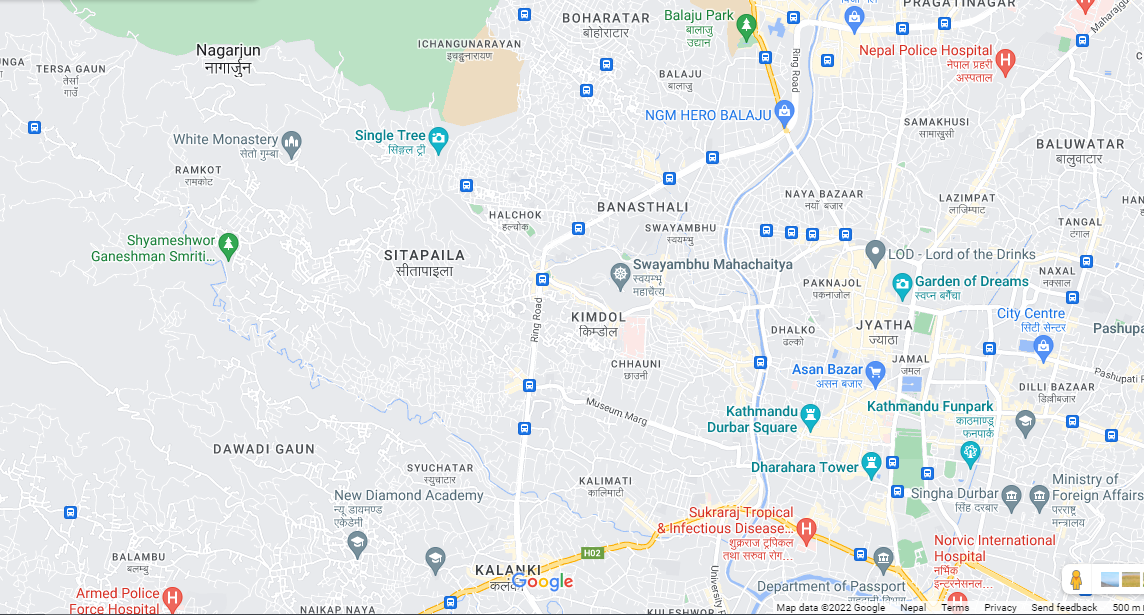 BOHARATAR
बोहोराटार
Balaju Park
बालाजु
उद्यान
PRAGATINAGAR
Maharajgu
Nagarjun
नागार्जुन
ICHANGUNARAYAN
इचङ्गुनारायण
Ring Road
Nepal Police Hospital
नेपाल प्रहरी
अस्पताल
UNGA
TERSA GAUN
तेर्सा
गाउँ
BALAJU
बालाजु
NGM HERO BALAJU
SAMAKHUSI
सामाखुसी
White Monastery
सेतो गुम्बा
Single Tree
सिङ्गल ट्री
BALUWATAR
बालुवाटार
RAMKOT
रामकोट
NAYA BAZAAR
नयाँ बजार
LAZIMPAT
लाजिम्पाट
HAN
HALCHOK
हल्चोक
BANASTHALI
SWAYAMBU
स्वयम्भु
TANGAL
टंगाल
Shyameshwor
Ganeshman Smriti...
SITAPAILA
सीतापाइला
Swayambu Mahachaitya
स्वयम्भू
महाचैत्य
LOD - Lord of the Drinks
PAKNAJOL
पकनाजोल
Garden of Dreams
स्वप्न बगैंचा
NAXAL
नक्साल
Ring Road
KIMDOL
किम्डोल
DHALKO
ढल्को
JYATHA
ज्याठा
City Centre
सिटी सेन्टर
Pashupa
CHHAUNI
छाउनी
Asan Bazar
असन बजार
JAMAL
जमल
Pashupati R
DILLI BAZAAR
डिल्लीबजार
Museum Marg
Kathmandu
Durbar Square
Kathmandu Funpark
काठमाण्डू
फनपार्क
DAWADI GAUN
SYUCHATAR
स्युचाटार
Dharahara Tower
KALIMATI
कालिमाटी
New Diamond Academy
न्यू डायमण्ड
एकेडेमी
Singha Durbar
सिंह दरबार
Ministry of
Foreign Affairs
परराष्ट्र
मन्त्रालय
Sukraraj Tropical
& Infectious Disease...
शुक्रराज ट्रपिकल
तथा सरुवा रोग...
H02
Norvic International
Hospital
नर्भिक
इन्टरनेसनल...
BALAMBU
बलम्बु
KALANKI
कलंकी
Google
University
Department of Passport
Armed Police
Force Hospital
NAIKAP NAYA
KULESHWOR
Map data ©2022 Google Nepal Terms Privacy Send feedback 500 m